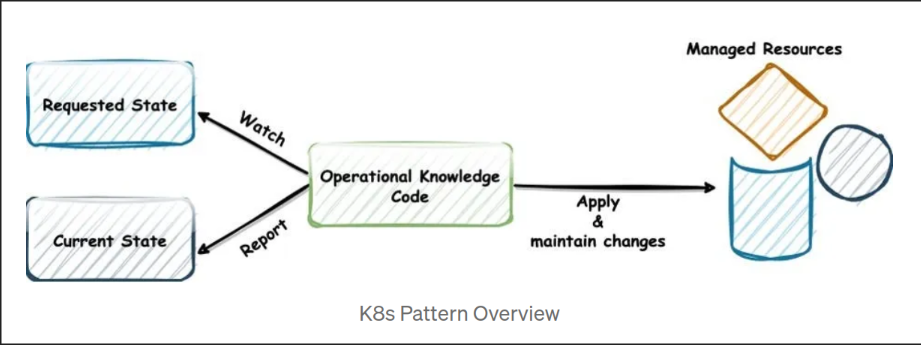 Managed Resources
Requested State
Watch
Operational Knowledge
Code
Current State
Report
Apply
&
maintain changes
K8s Pattern Overview